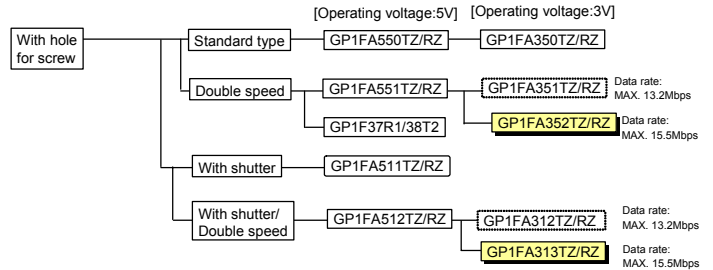 [Operating voltage:5V] [Operating voltage:3V]
With hole
for screw
Standard type GP1FA550TZ/RZ GP1FA350TZ/RZ
Double speed GP1FA551TZ/RZ GP1FA351TZ/RZ Data rate:
MAX. 13.2Mbps
GP1F37R1/38T2 GP1FA352TZ/RZ Data rate:
MAX. 15.5Mbps
With shutter GP1FA511TZ/RZ
With shutter/
Double speed GP1FA512TZ/RZ GP1FA312TZ/RZ Data rate:
MAX. 13.2Mbps
GP1FA313TZ/RZ Data rate:
MAX. 15.5Mbps